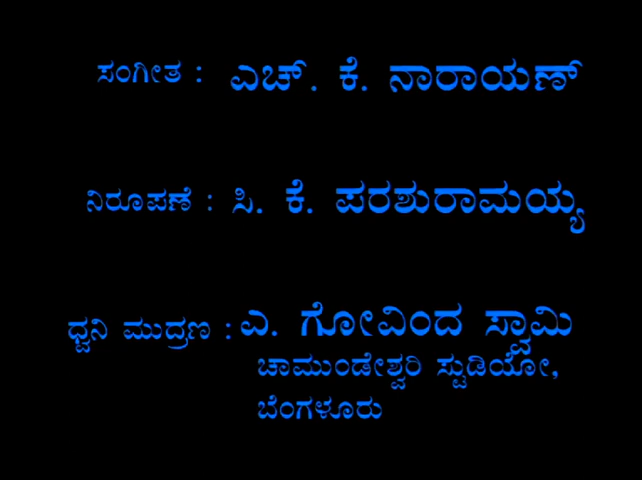 ಸಂಗೀತ : ಎಚ್. ಕೆ. ನಾರಾಯಣ್
ನಿರೂಪಣೆ : ಸಿ. ಕೆ. ಪರಶುರಾಮಯ್ಯ
ಧ್ವನಿ ಮುದ್ರಣ : ಎ. ಗೋವಿಂದ ಸ್ವಾಮಿ
ಚಾಮುಂಡೇಶ್ವರಿ ಸ್ಟುಡಿಯೋ,
ಬೆಂಗಳೂರು